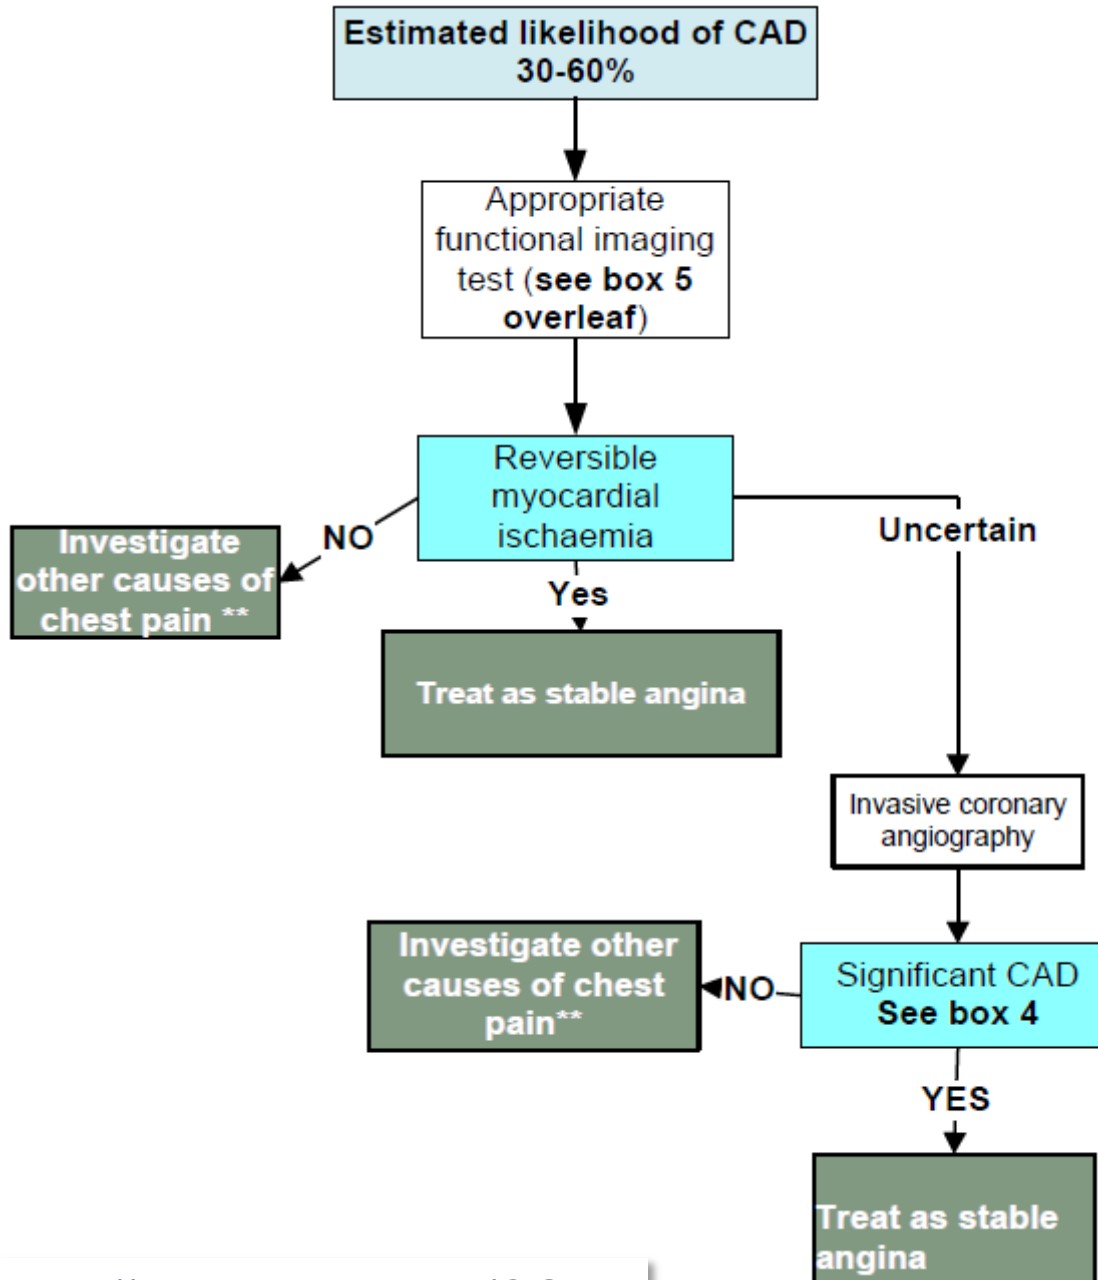 Estimated likelihood of CAD
30-60%
Appropriate
functional imaging
test (see box 5
overleaf)
Reversible
myocardial
ischaemia
NO
Uncertain
Investigate
other causes of
chest pain **
Yes
Treat as stable angina
Invasive coronary
angiography
Investigate other
causes of chest
pain**
NO
Significant CAD
See box 4
YES
Treat as stable
angina